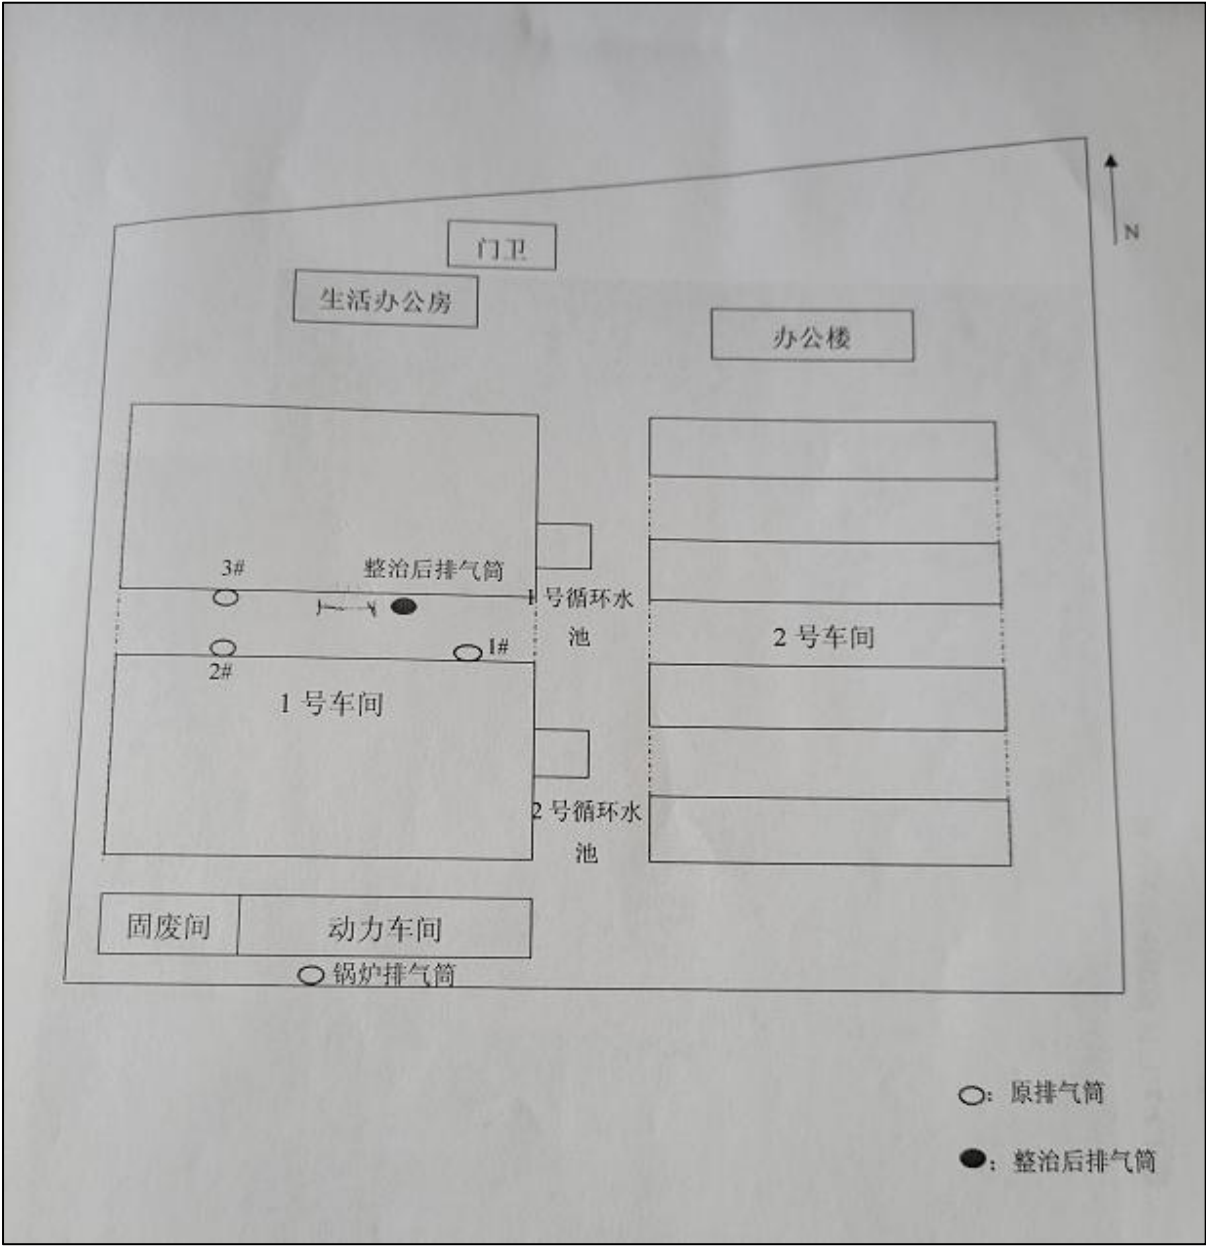 N
门卫
生活办公房
办公楼
3#
整治后排气筒
1号循环水
池
1#
2号车间
2#
1号车间
2号循环水
池
固废间
动力车间
锅炉排气筒
：原排气筒
：整治后排气筒